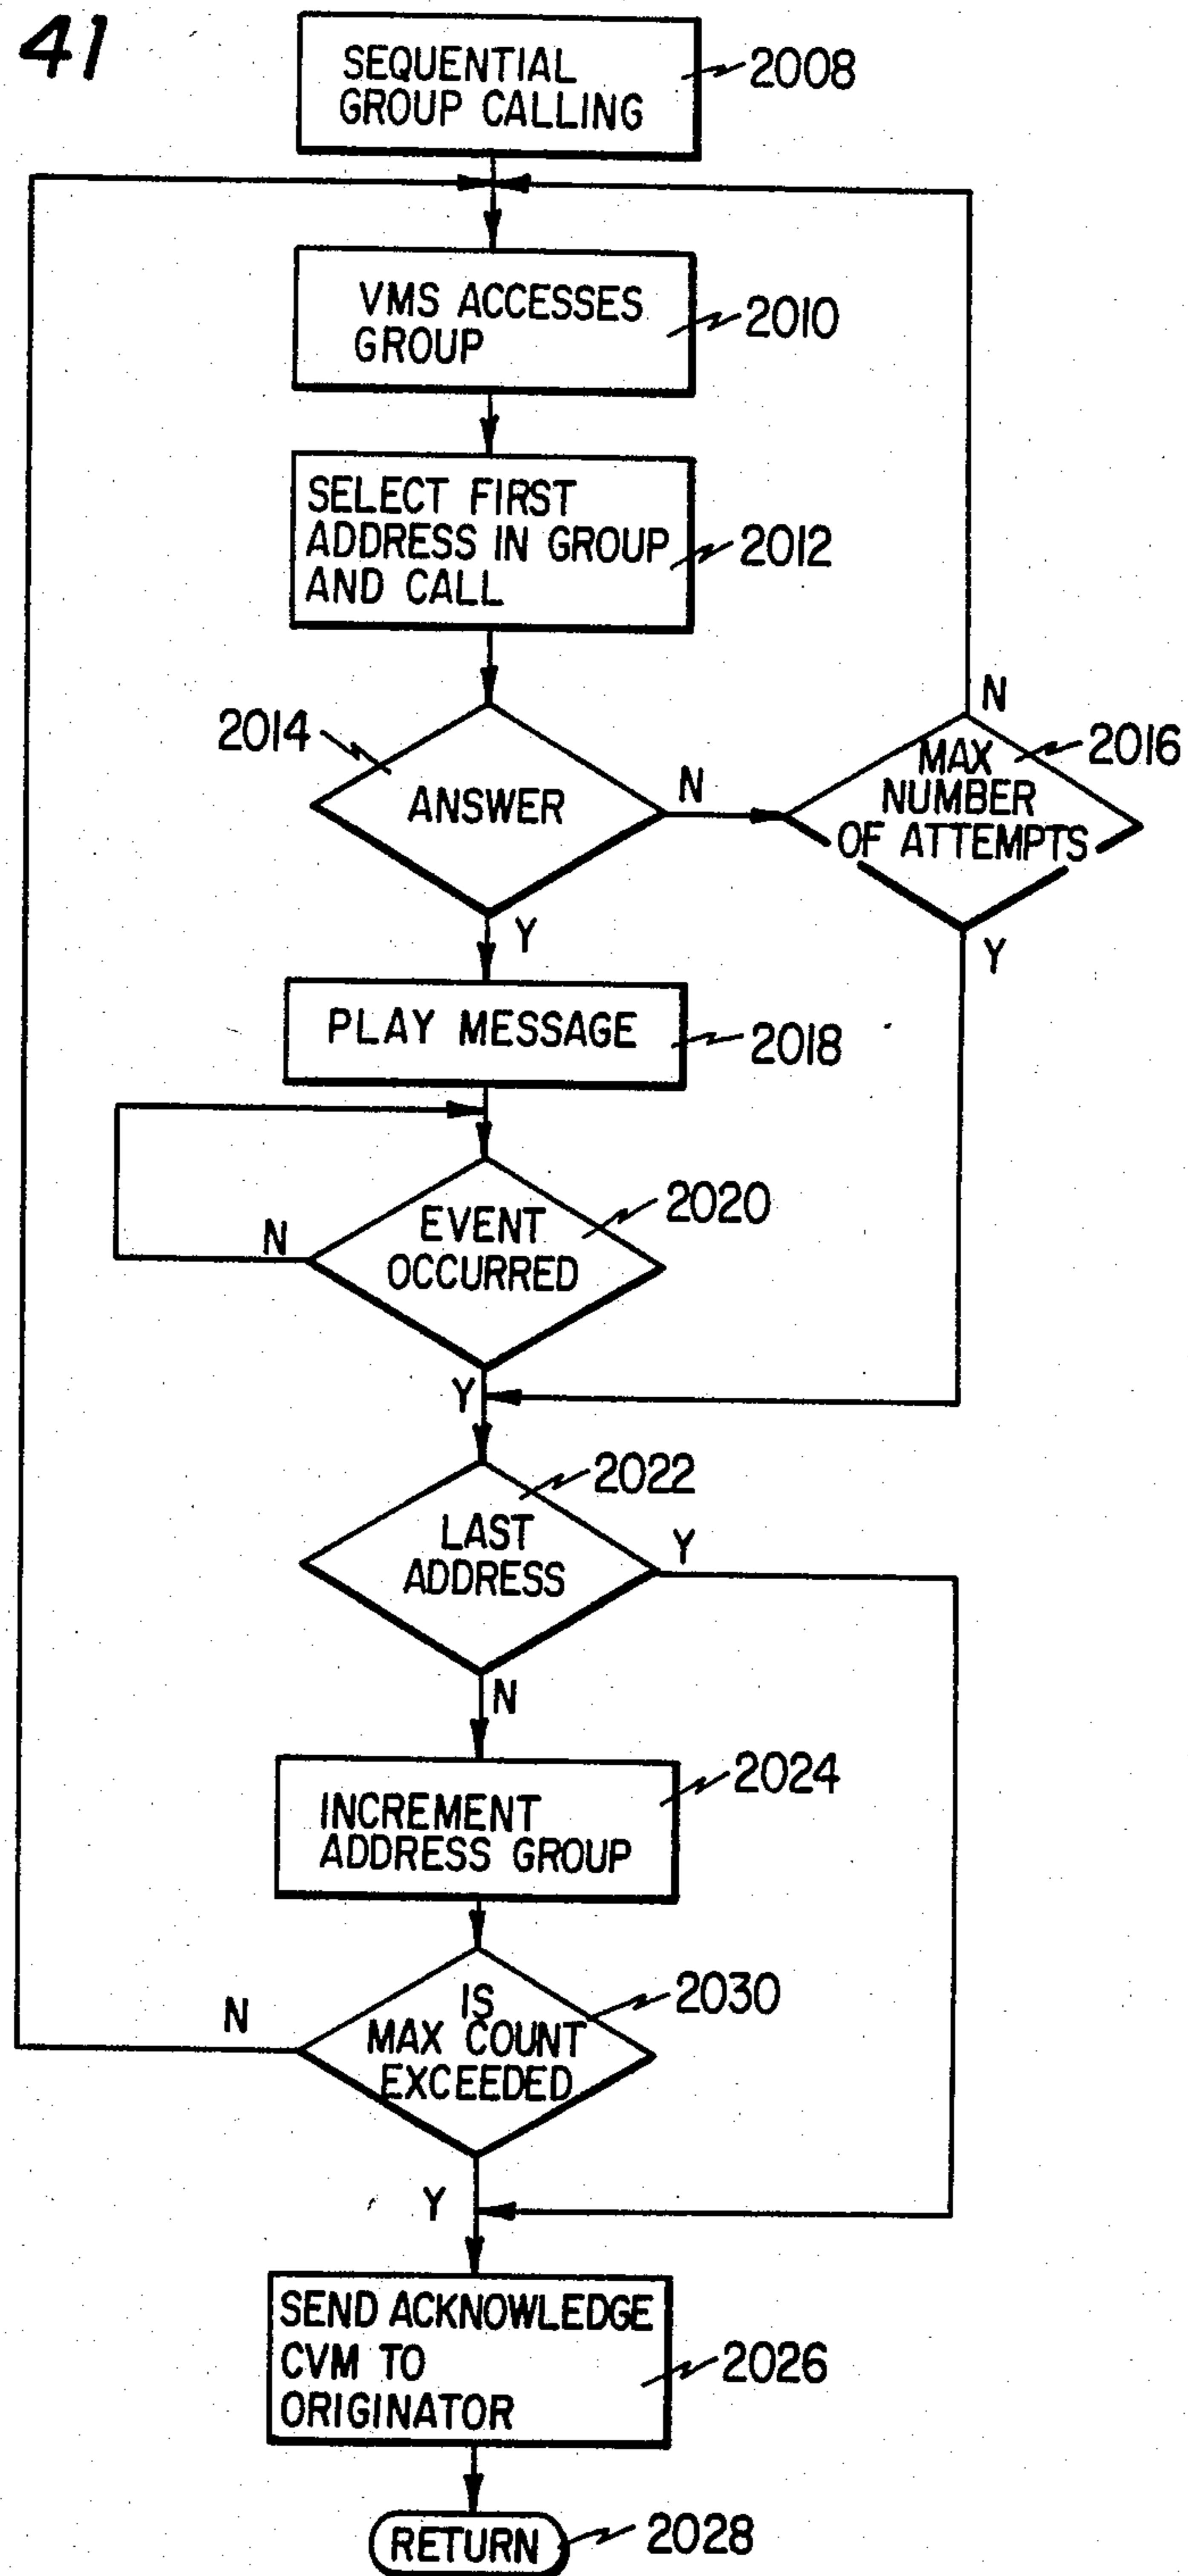 41
SEQUENTIAL
GROUP CALLING
2008
VMS ACCESSES
GROUP
2010
SELECT FIRST
ADDRESS IN GROUP
AND CALL
2012
2014
ANSWER
N
Y
N
MAX
NUMBER
OF ATTEMPTS
2016
Y
PLAY MESSAGE
2018
EVENT
OCCURRED
2020
N
Y
LAST
ADDRESS
2022
Y
N
INCREMENT
ADDRESS GROUP
2024
IS
MAX COUNT
EXCEEDED
2030
N
Y
SEND ACKNOWLEDGE
CVM TO
ORIGINATOR
2026
RETURN
2028